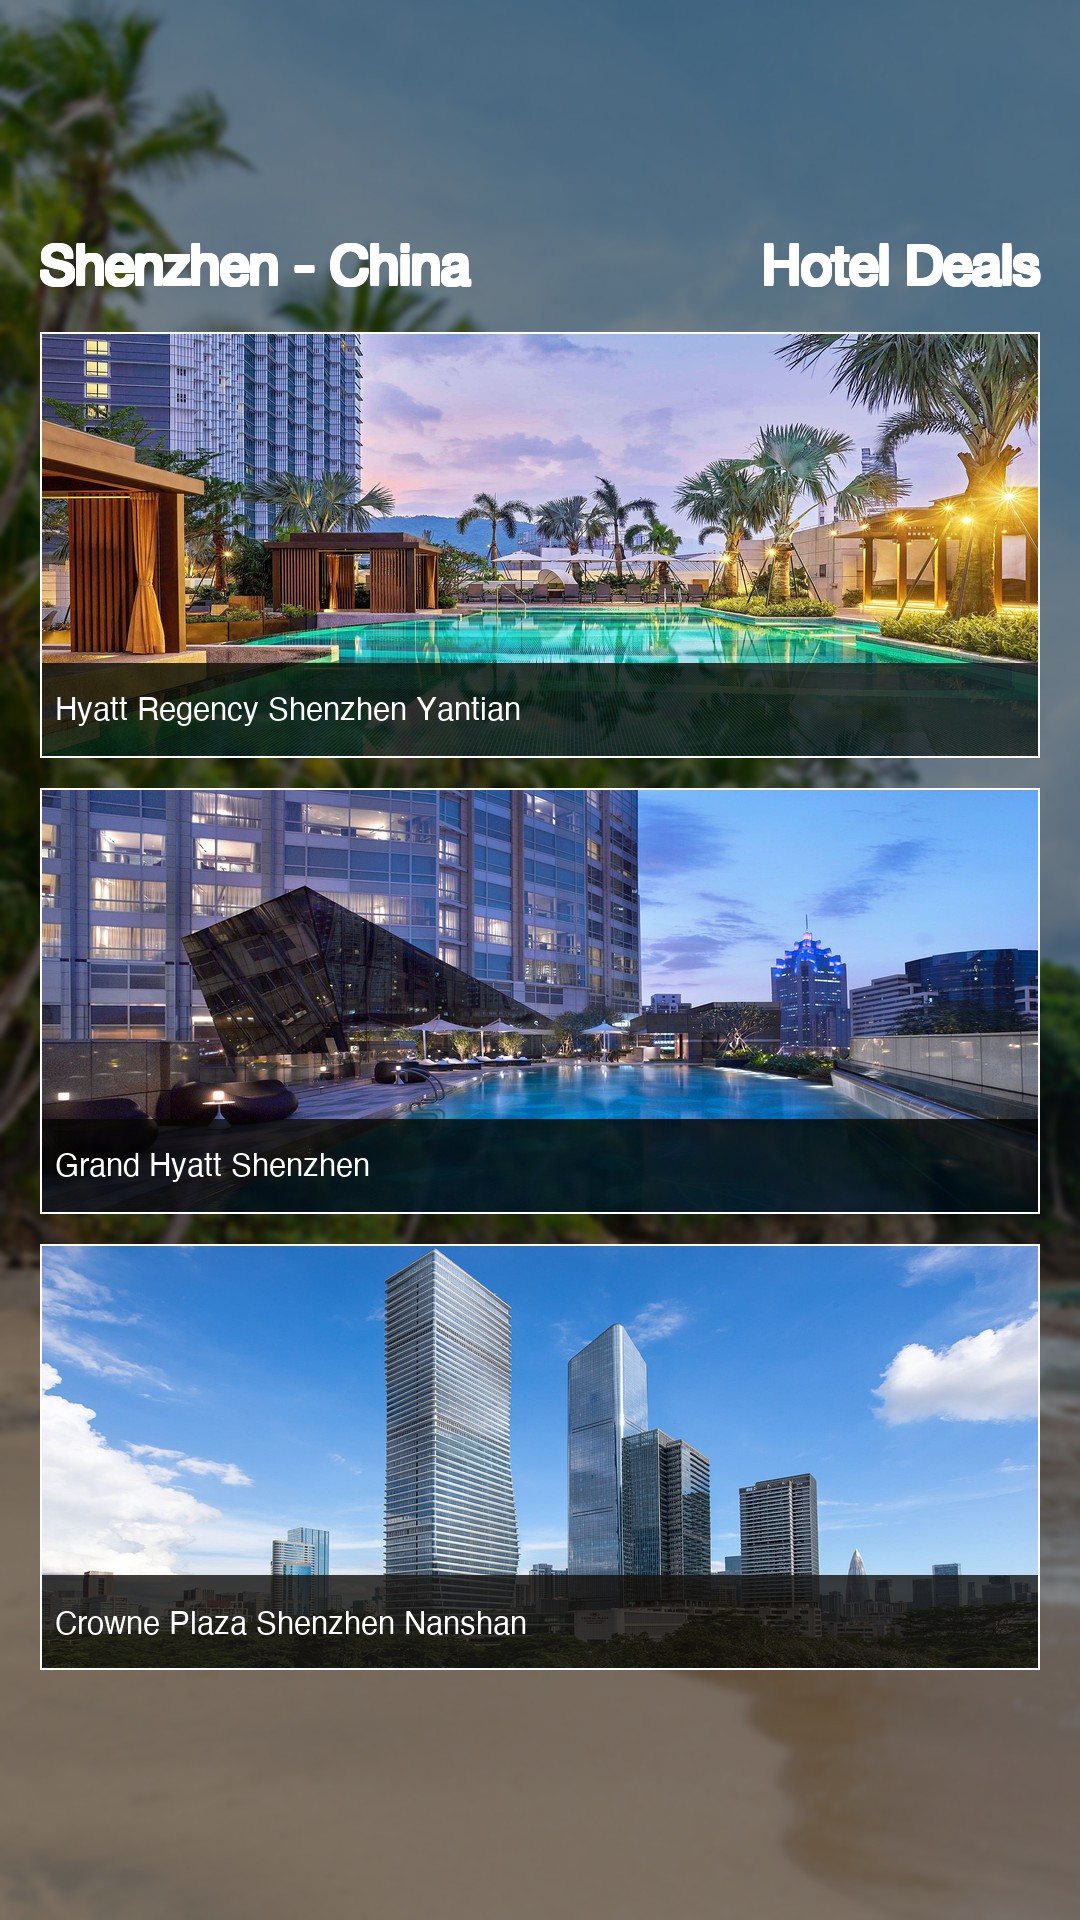 Shenzhen - China
Hotel Deals
Hyatt Regency Shenzhen Yantian
Grand Hyatt Shenzhen
Crowne Plaza Shenzhen Nanshan